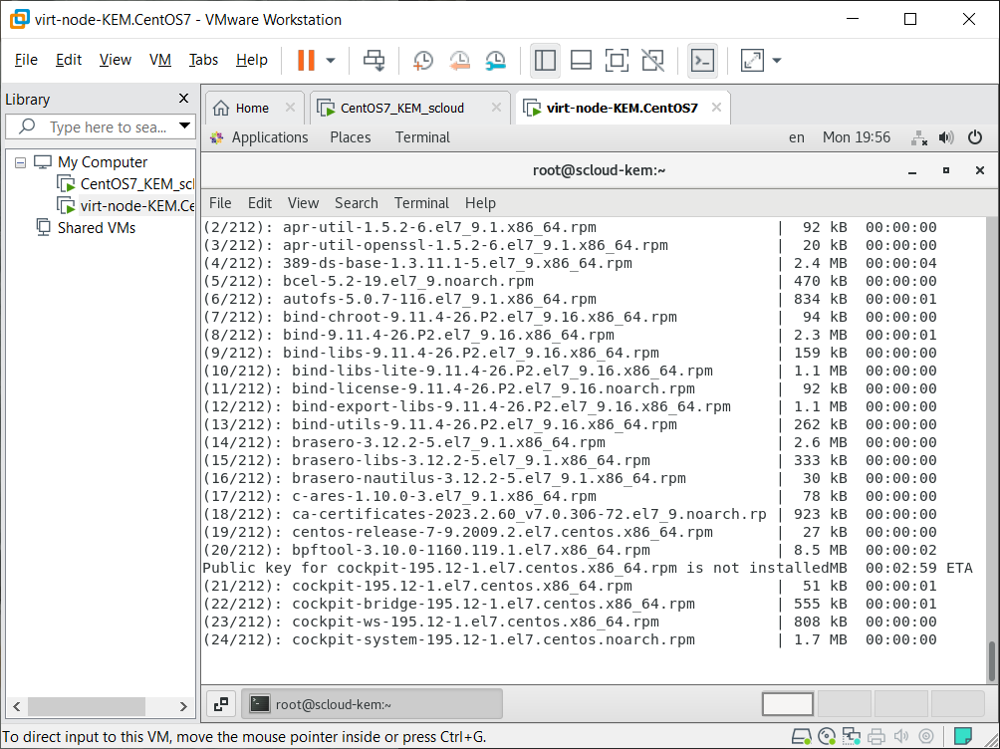 virt-node-KEM.CentOS7 - VMware Workstation
File Edit View VM Tabs Help
Library
Type here to sea...
My Computer
CentOS7_KEM_scl
virt-node-KEM.Ce
Shared VMs
Home CentOS7_KEM_scloud virt-node-KEM.CentOS7
Applications Places Terminal en Mon 19:56
root@scloud-kem:~
File Edit View Search Terminal Help
(2/212): apr-util-1.5.2-6.el7_9.1.x86_64.rpm | 92 kB 00:00:00
(3/212): apr-util-openssl-1.5.2-6.el7_9.1.x86_64.rpm | 20 kB 00:00:00
(4/212): 389-ds-base-1.3.11.1-5.el7_9.x86_64.rpm | 2.4 MB 00:00:04
(5/212): bcel-5.2-19.el7_9.noarch.rpm | 470 kB 00:00:00
(6/212): autofs-5.0.7-116.el7_9.1.x86_64.rpm | 834 kB 00:00:01
(7/212): bind-chroot-9.11.4-26.P2.el7_9.16.x86_64.rpm | 94 kB 00:00:00
(8/212): bind-9.11.4-26.P2.el7_9.16.x86_64.rpm | 2.3 MB 00:00:01
(9/212): bind-libs-9.11.4-26.P2.el7_9.16.x86_64.rpm | 159 kB 00:00:00
(10/212): bind-libs-lite-9.11.4-26.P2.el7_9.16.x86_64.rpm | 1.1 MB 00:00:00
(11/212): bind-license-9.11.4-26.P2.el7_9.16.noarch.rpm | 92 kB 00:00:00
(12/212): bind-export-libs-9.11.4-26.P2.el7_9.16.x86_64.rpm | 1.1 MB 00:00:00
(13/212): bind-utils-9.11.4-26.P2.el7_9.16.x86_64.rpm | 262 kB 00:00:00
(14/212): brasero-3.12.2-5.el7_9.1.x86_64.rpm | 2.6 MB 00:00:00
(15/212): brasero-libs-3.12.2-5.el7_9.1.x86_64.rpm | 333 kB 00:00:00
(16/212): brasero-nautilus-3.12.2-5.el7_9.1.x86_64.rpm | 30 kB 00:00:00
(17/212): c-ares-1.10.0-3.el7_9.1.x86_64.rpm | 78 kB 00:00:00
(18/212): ca-certificates-2023.2.60_v7.0.306-72.el7_9.noarch.rp | 923 kB 00:00:00
(19/212): centos-release-7-9.2009.2.el7.centos.x86_64.rpm | 27 kB 00:00:00
(20/212): bpftool-3.10.0-1160.119.1.el7.x86_64.rpm | 8.5 MB 00:00:02
Public key for cockpit-195.12-1.el7.centos.x86_64.rpm is not installedMB 00:02:59 ETA
(21/212): cockpit-195.12-1.el7.centos.x86_64.rpm | 51 kB 00:00:01
(22/212): cockpit-bridge-195.12-1.el7.centos.x86_64.rpm | 555 kB 00:00:01
(23/212): cockpit-ws-195.12-1.el7.centos.x86_64.rpm | 808 kB 00:00:00
(24/212): cockpit-system-195.12-1.el7.centos.noarch.rpm | 1.7 MB 00:00:00
root@scloud-kem:~
To direct input to this VM, move the mouse pointer inside or press Ctrl+G.